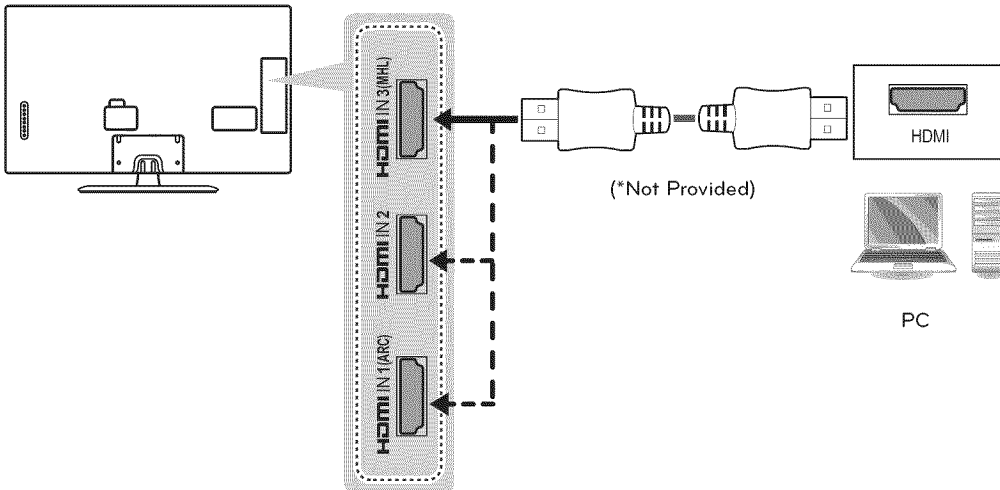 HDMI IN 3(MHL)
HDMI IN 2
HDMI IN 1(ARC)
(*Not Provided)
HDMI
PC